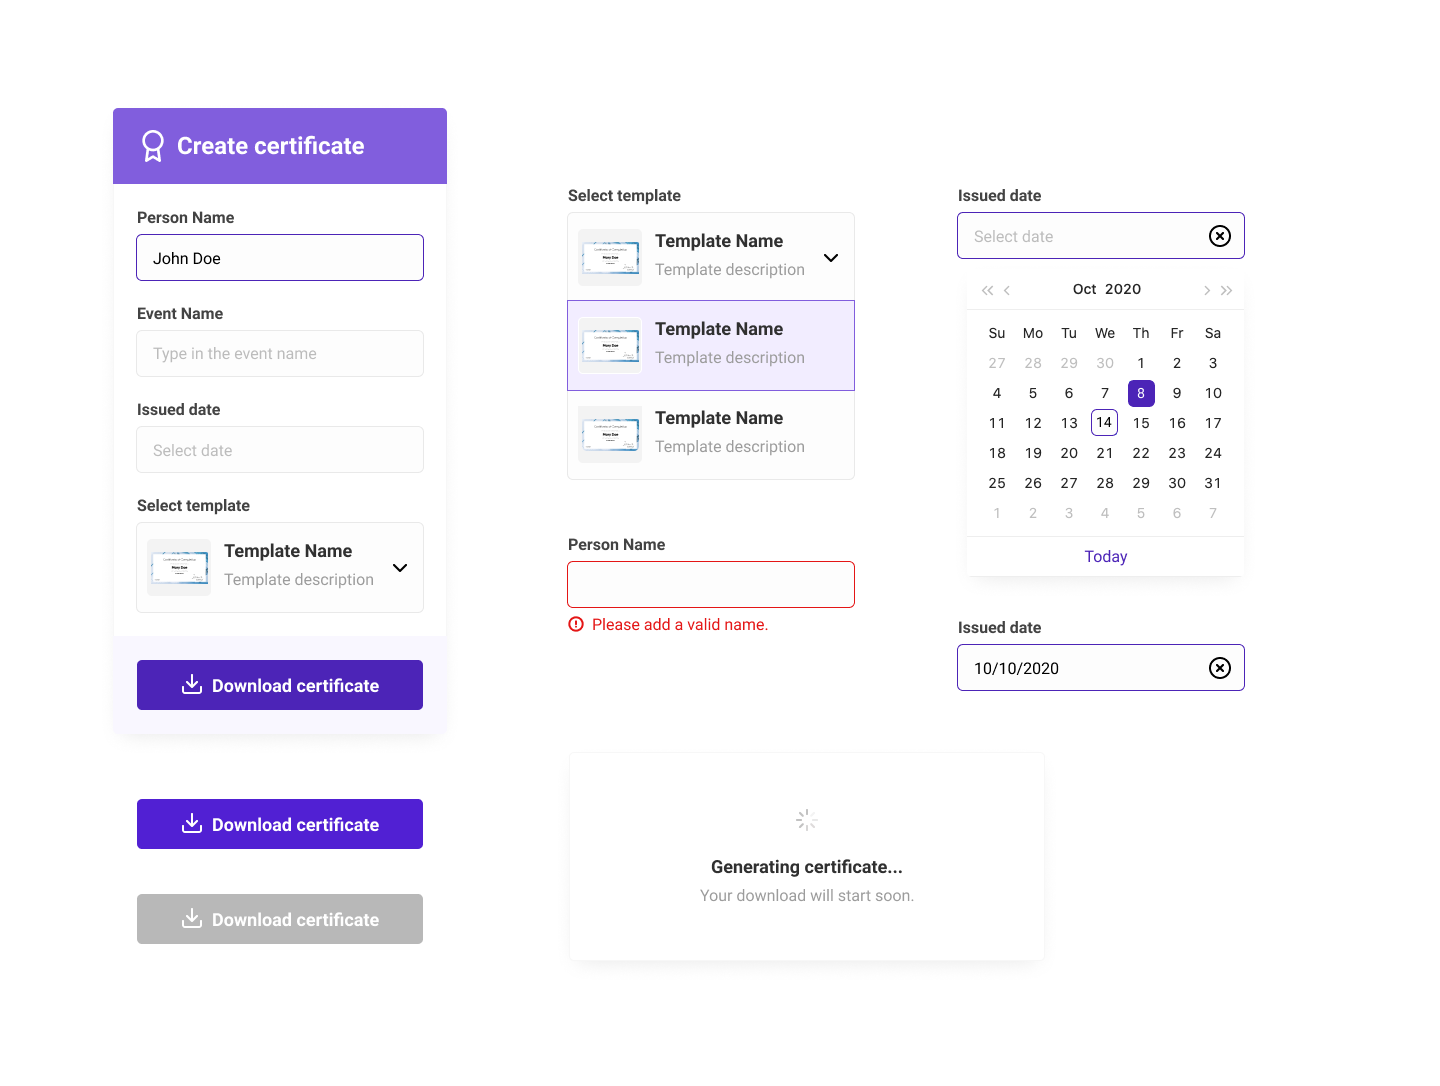 Create certificate
Person Name
John Doe
Event Name
Type in the event name
Issued date
Select date
Select template
Template Name
Template description
Download certificate
Download certificate
Download certificate
Select template
Template Name
Template description
Template Name
Template description
Template Name
Template description
Person Name
Please add a valid name.
Issued date
Select date
Oct 2020
Su Mo Tu We Th Fr Sa
27 28 29 30 1 2 3
4 5 6 7 8 9 10
11 12 13 14 15 16 17
18 19 20 21 22 23 24
25 26 27 28 29 30 31
1 2 3 4 5 6 7
Today
Issued date
10/10/2020
Generating certificate...
Your download will start soon.